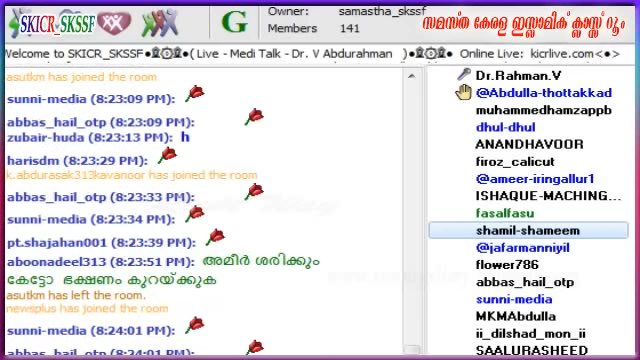 SKICR_SKSSF
G
Owner: samastha_skssf
Members 141
സമസ്ത കേരള ഇസ്ലാമിക് ക്ലാസ്സ് റൂം
Welcome to SKICR_SKSSF ( Live - Medi Talk - Dr. V Abdurahman ) Online Live: kicrlive.com <
asutkm has joined the room
sunni-media (8:23:09 PM):
abbas_hail_otp (8:23:09 PM):
zubair-huda (8:23:13 PM): h
harisdm (8:23:29 PM):
k.abdurasak313kavanoor has joined the room
abbas_hail_otp (8:23:33 PM):
sunni-media (8:23:34 PM):
pt.shajahan001 (8:23:39 PM):
aboonadeel313 (8:23:51 PM): അമീർ ശരിക്കും
കേട്ടോ ഭക്ഷണം കുറയ്ക്കുക
asutkm has left the room.
newsplus has joined the room
sunni-media (8:24:01 PM):
abbas_hail_otp (8:24:01 PM):
Dr.Rahman.V
@Abdulla-thottakkad
muhammedhamzappb
dhul-dhul
ANANDHAVOOR
firoz_calicut
@ameer-iringallur1
ISHAQUE-MACHING...
fasalfasu
shamil-shameem
@jafarmanniyil
flower786
abbas_hail_otp
sunni-media
MKMAbdulla
ii_dilshad_mon_ii
SAALURASHEED